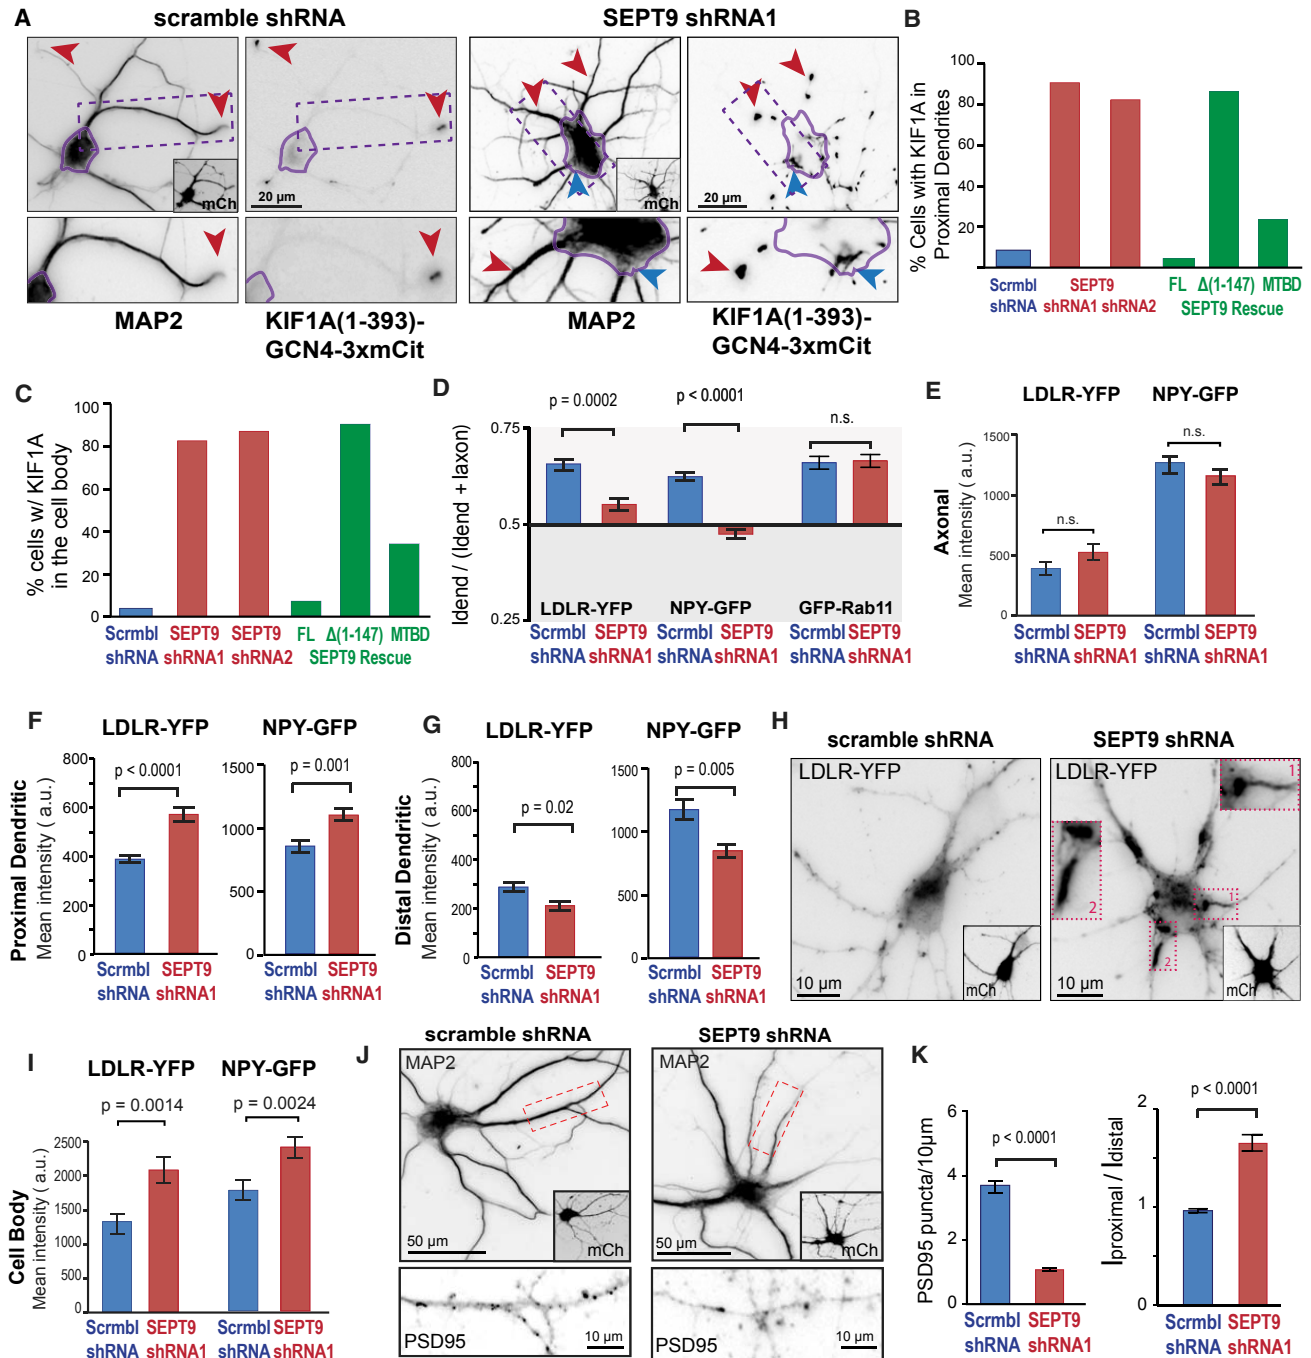 A
scramble shRNA
SEPT9 shRNA1
mCh
20 µm
mCh
20 µm
MAP2
KIF1A(1-393)-
GCN4-3xmCit
MAP2
KIF1A(1-393)-
GCN4-3xmCit
B
% Cells with KIF1A in
Proximal Dendrites
100
80
60
40
20
Scrmbl
shRNA
SEPT9
shRNA1 shRNA2
FL Δ(1-147) MTBD
SEPT9 Rescue
C
% cells w/ KIF1A
in the cell body
100
80
60
40
20
0
Scrmbl
shRNA
SEPT9
shRNA1
SEPT9
shRNA2
FL Δ(1-147) MTBD
SEPT9 Rescue
D
Idend / (Idend + Iaxon)
p = 0.0002
p < 0.0001
n.s.
0.75
0.5
0.25
LDLR-YFP
NPY-GFP
GFP-Rab11
Scrmbl SEPT9
shRNA shRNA1
Scrmbl SEPT9
shRNA shRNA1
Scrmbl SEPT9
shRNA shRNA1
E
LDLR-YFP
NPY-GFP
Axonal
Mean intensity ( a.u.)
1500
1000
500
0
n.s.
n.s.
Scrmbl SEPT9
shRNA shRNA1
Scrmbl SEPT9
shRNA shRNA1
F
LDLR-YFP
NPY-GFP
Proximal Dendritic
Mean intensity ( a.u.)
800
600
400
200
0
p < 0.0001
1500
1000
500
0
p = 0.001
Scrmbl SEPT9
shRNA shRNA1
Scrmbl SEPT9
shRNA shRNA1
G
LDLR-YFP
NPY-GFP
Distal Dendritic
Mean intensity ( a.u.)
800
600
400
200
0
p = 0.02
1500
1000
500
0
p = 0.005
Scrmbl SEPT9
shRNA shRNA1
Scrmbl SEPT9
shRNA shRNA1
H
scramble shRNA
SEPT9 shRNA
LDLR-YFP
10 µm
mCh
LDLR-YFP
1
2
1
2
10 µm
mCh
I
LDLR-YFP
NPY-GFP
Cell Body
Mean intensity ( a.u.)
p = 0.0014
p = 0.0024
2500
2000
1500
1000
500
0
Scrmbl SEPT9
shRNA shRNA1
Scrmbl SEPT9
shRNA shRNA1
J
scramble shRNA
SEPT9 shRNA
MAP2
50 µm
mCh
MAP2
50 µm
mCh
PSD95
10 µm
PSD95
10 µm
K
PSD95 puncta/10µm
6
4
2
0
p < 0.0001
Scrmbl SEPT9
shRNA shRNA1
Iproximal / Idistal
2
1
0
p < 0.0001
Scrmbl SEPT9
shRNA shRNA1